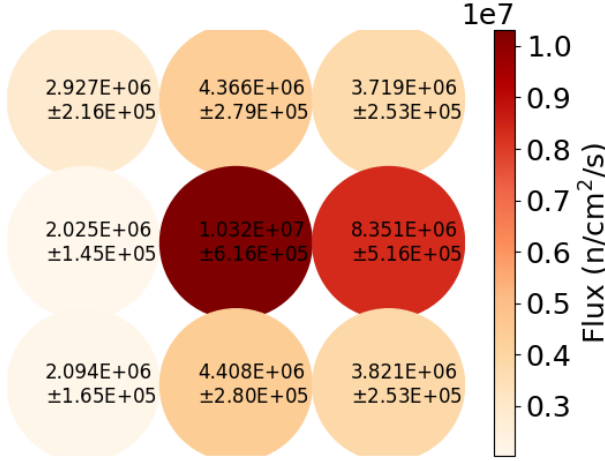 1e7
2.927E+06
±2.16E+05
4.366E+06
±2.79E+05
3.719E+06
±2.53E+05
2.025E+06
±1.45E+05
1.032E+07
±6.16E+05
8.351E+06
±5.16E+05
2.094E+06
±1.65E+05
4.408E+06
±2.80E+05
3.821E+06
±2.53E+05
1.0
0.9
0.8
0.7
0.6
0.5
0.4
0.3
Flux (n/cm²/s)